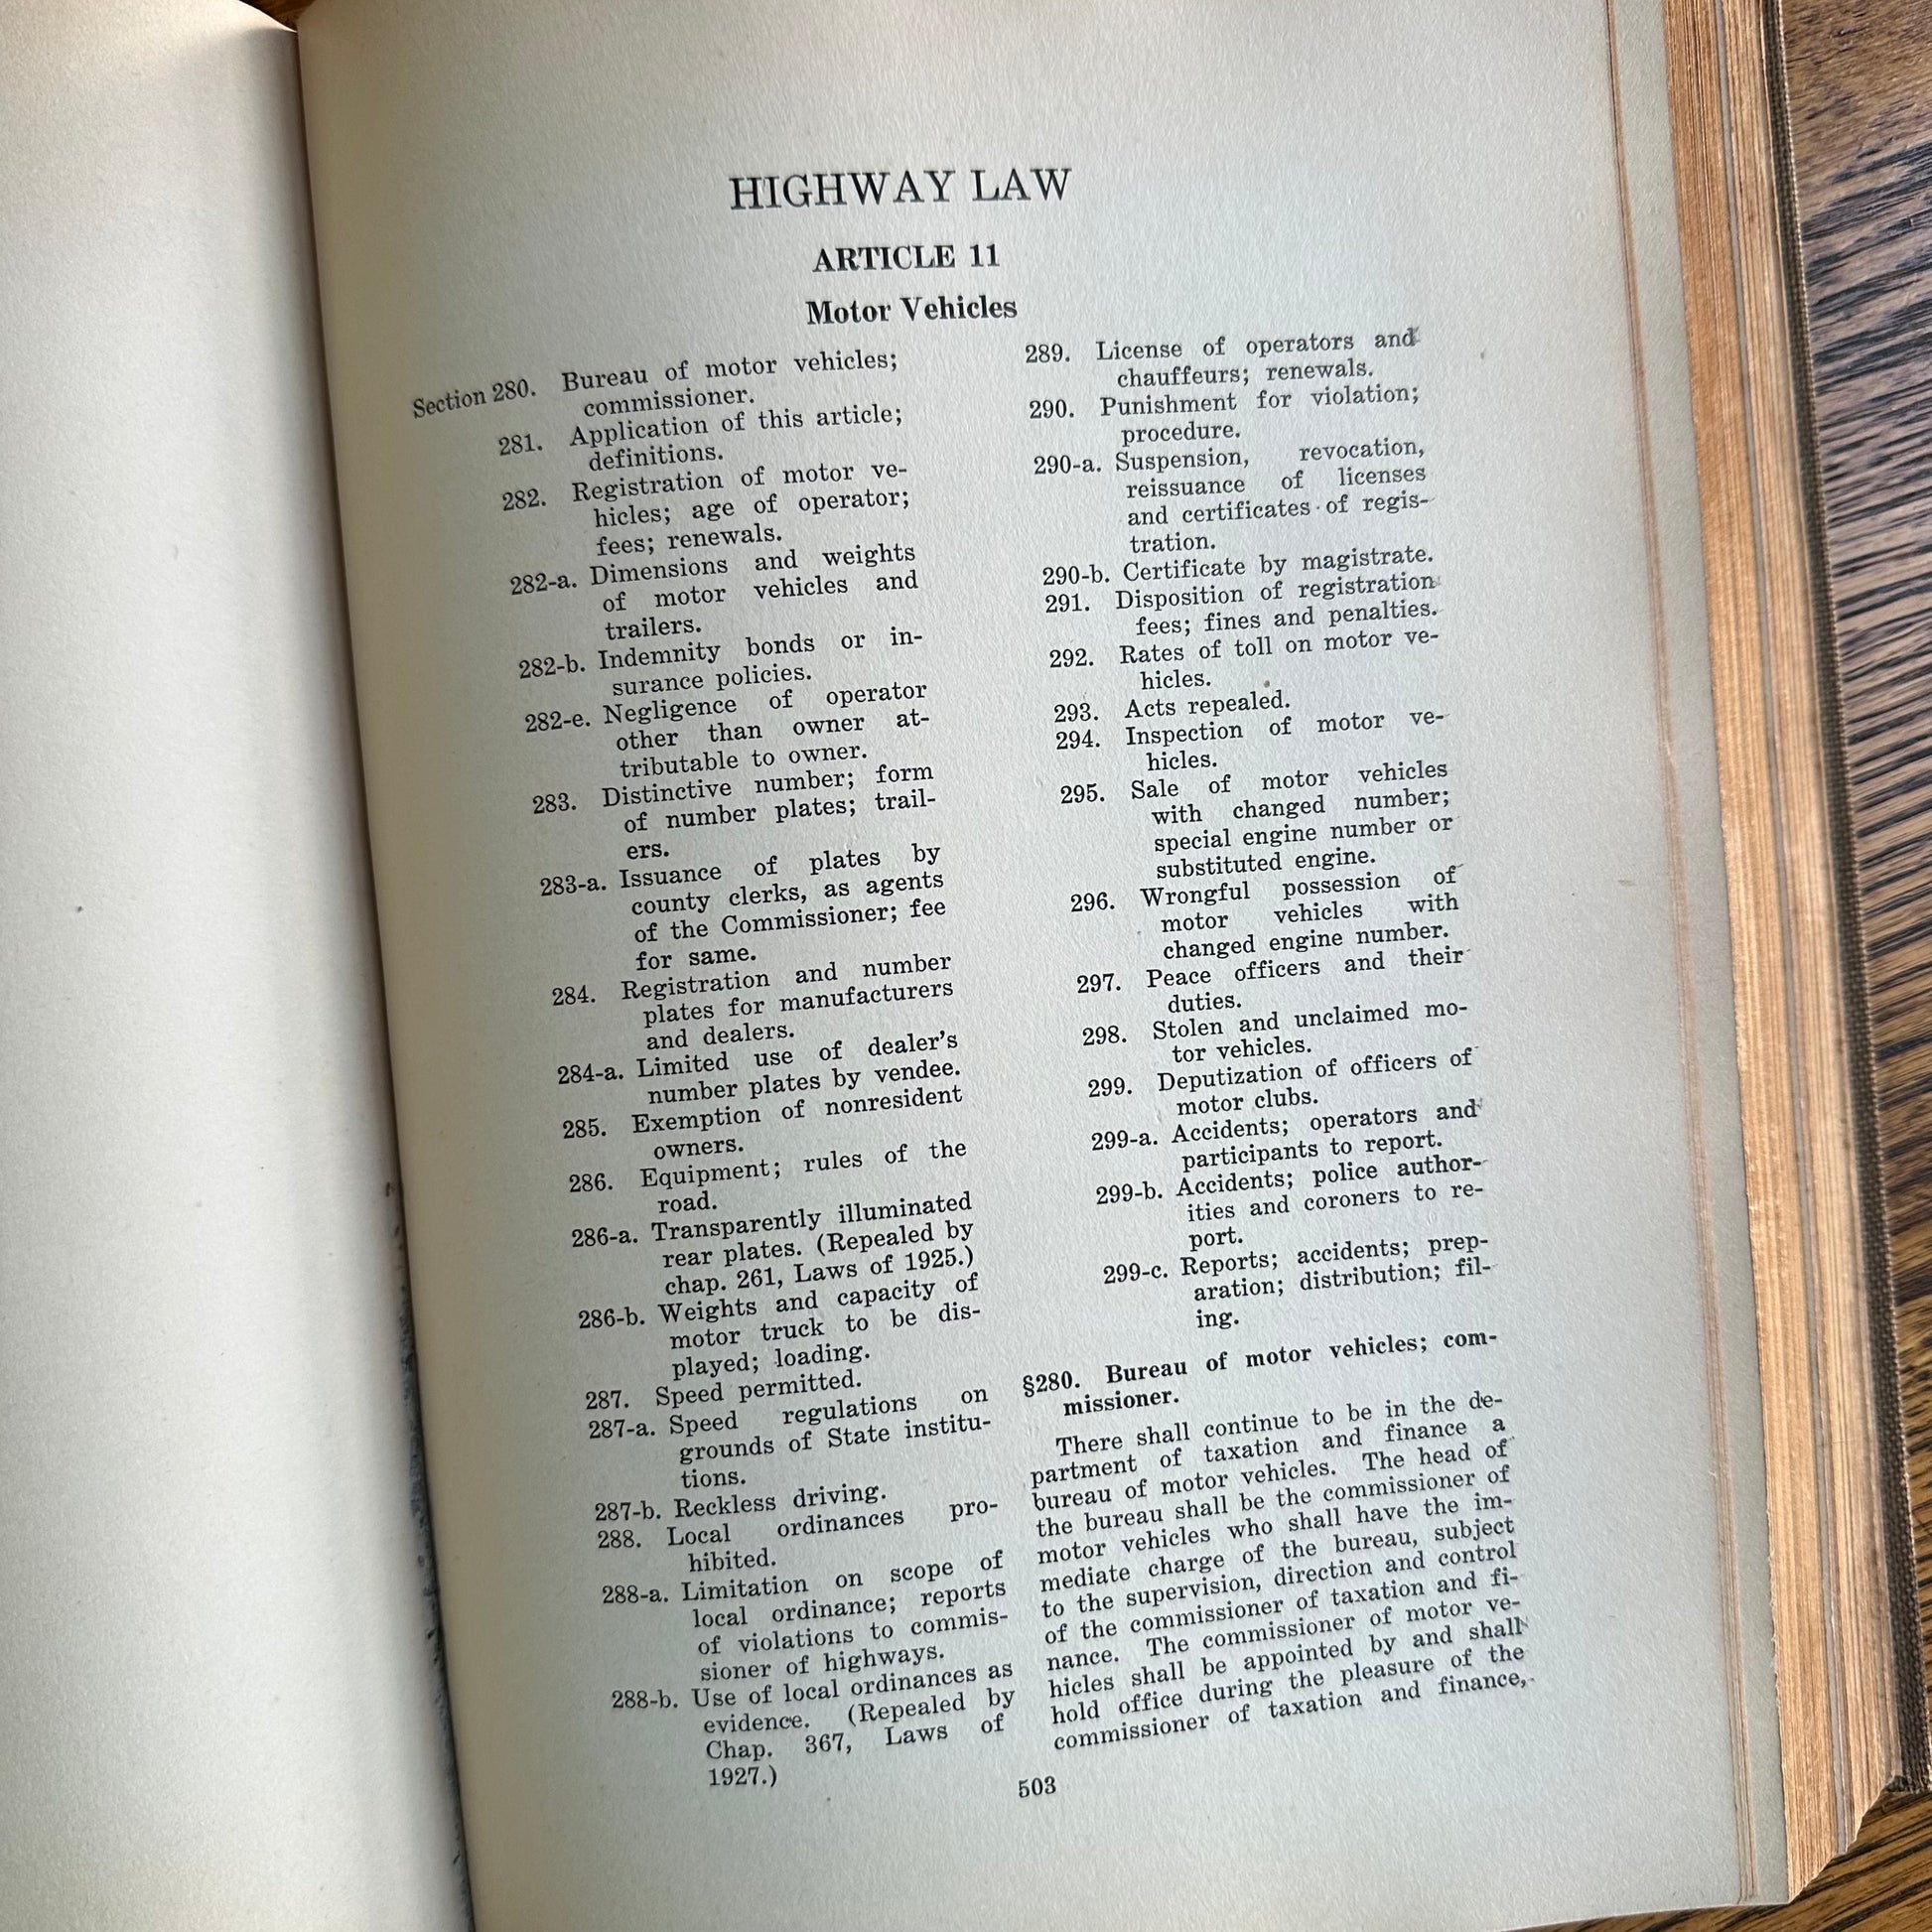 HIGHWAY LAW
ARTICLE 11
Motor Vehicles
Section 280. Bureau of motor vehicles;
commissioner.
281. Application of this article;
definitions.
282. Registration of motor ve-
hicles; age of operator;
fees; renewals.
282-a. Dimensions and weights
of motor vehicles and
trailers.
282-b. Indemnity bonds or in-
surance policies.
282-e. Negligence of operator
other than owner at-
tributable to owner.
283. Distinctive number; form
of number plates; trail-
ers.
283-a. Issuance of plates by
county clerks, as agents
of the Commissioner; fee
for same.
284. Registration and number
plates for manufacturers
and dealers.
284-a. Limited use of dealer's
number plates by vendee.
285. Exemption of nonresident
owners.
286. Equipment; rules of the
road.
286-a. Transparently illuminated
rear plates. (Repealed by
chap. 261, Laws of 1925.)
286-b. Weights and capacity of
motor truck to be dis-
played; loading.
287. Speed permitted.
287-a. Speed regulations on
grounds of State institu-
tions.
287-b. Reckless driving.
288. Local ordinances pro-
hibited.
288-a. Limitation on scope of
local ordinance; reports
of violations to commis-
sioner of highways.
288-b. Use of local ordinances as
evidence. (Repealed by
Chap. 367, Laws of
1927.)
289. License of operators and
chauffeurs; renewals.
290. Punishment for violation;
procedure.
290-a. Suspension, revocation,
reissuance of licenses
and certificates of regis-
tration.
290-b. Certificate by magistrate.
291. Disposition of registration
fees; fines and penalties.
292. Rates of toll on motor ve-
hicles.
293. Acts repealed.
294. Inspection of motor ve-
hicles.
295. Sale of motor vehicles
with changed number;
special engine number or
substituted engine.
296. Wrongful possession of
motor vehicles with
changed engine number.
297. Peace officers and their
duties.
298. Stolen and unclaimed mo-
tor vehicles.
299. Deputization of officers of
motor clubs.
299-a. Accidents; operators and
participants to report.
299-b. Accidents; police author-
ities and coroners to re-
port.
299-c. Reports; accidents; prep-
aration; distribution; fil-
ing.
§280. Bureau of motor vehicles; com-
missioner.
There shall continue to be in the de-
partment of taxation and finance a
bureau of motor vehicles. The head of
the bureau shall be the commissioner of
motor vehicles who shall have the im-
mediate charge of the bureau, subject
to the supervision, direction and control
of the commissioner of taxation and fi-
nance. The commissioner of motor ve-
hicles shall be appointed by and shall
hold office during the pleasure of the
commissioner of taxation and finance,
503